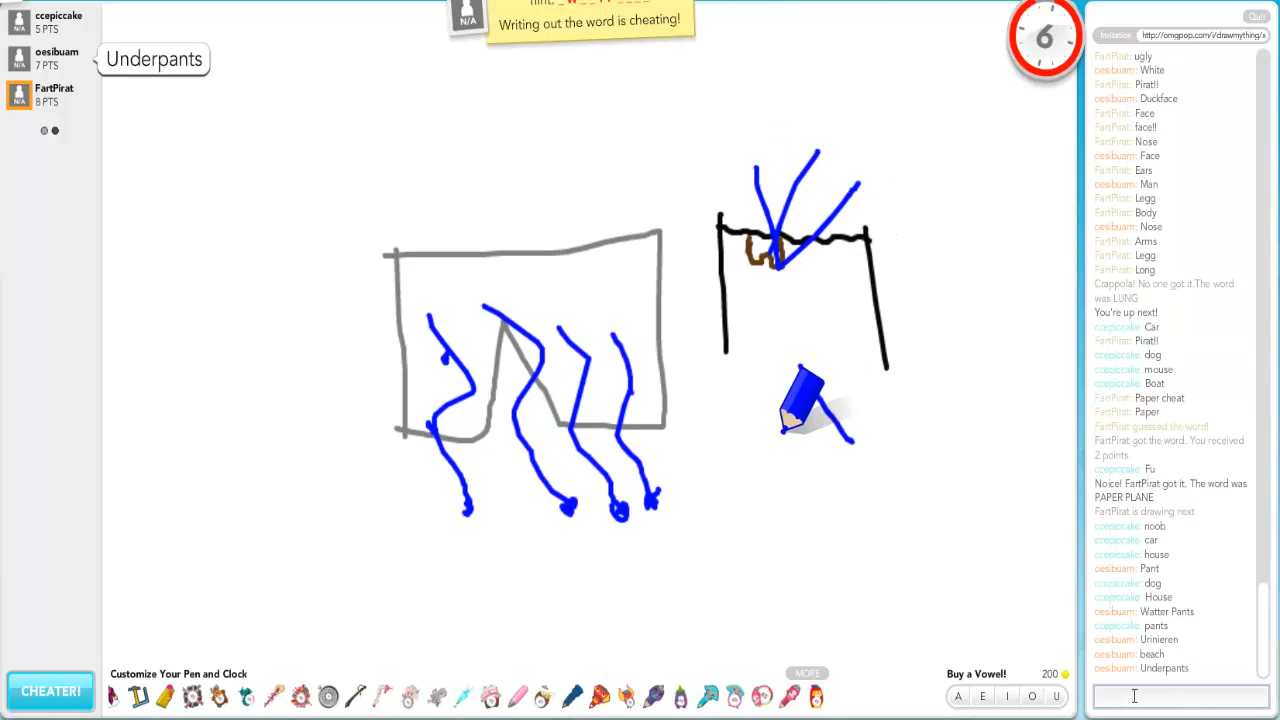 ccepiccake
5 PTS
oesibuam
7 PTS
FartPirat
8 PTS
Underpants
Writing out the word is cheating!
6
Quit
Invitation
http://omgpop.com/i/drawmything/x
FartPirat: ugly
oesibuam: White
FartPirat: Pirat!!
oesibuam: Duckface
FartPirat: Face
FartPirat: face!!
FartPirat: Nose
oesibuam: Face
FartPirat: Ears
oesibuam: Man
FartPirat: Legg
FartPirat: Body
oesibuam: Nose
FartPirat: Arms
FartPirat: Legg
FartPirat: Long
Crappola! No one got it.The word
was LUNG
You're up next!
ccepiccake: Car
FartPirat: Pirat!!
ccepiccake: dog
ccepiccake: mouse
ccepiccake: Boat
FartPirat: Paper cheat
FartPirat: Paper
FartPirat guessed the word!
FartPirat got the word. You received
2 points.
ccepiccake: Fu
Noice! FartPirat got it. The word was
PAPER PLANE
FartPirat is drawing next
ccepiccake: noob
ccepiccake: car
ccepiccake: house
oesibuam: Pant
ccepiccake: dog
ccepiccake: House
oesibuam: Watter Pants
ccepiccake: pants
oesibuam: Urinieren
oesibuam: beach
oesibuam: Underpants
CHEATER!
Customize Your Pen and Clock
MORE
Buy a Vowel!
200
A E I O U
N/A
N/A
N/A
N/A